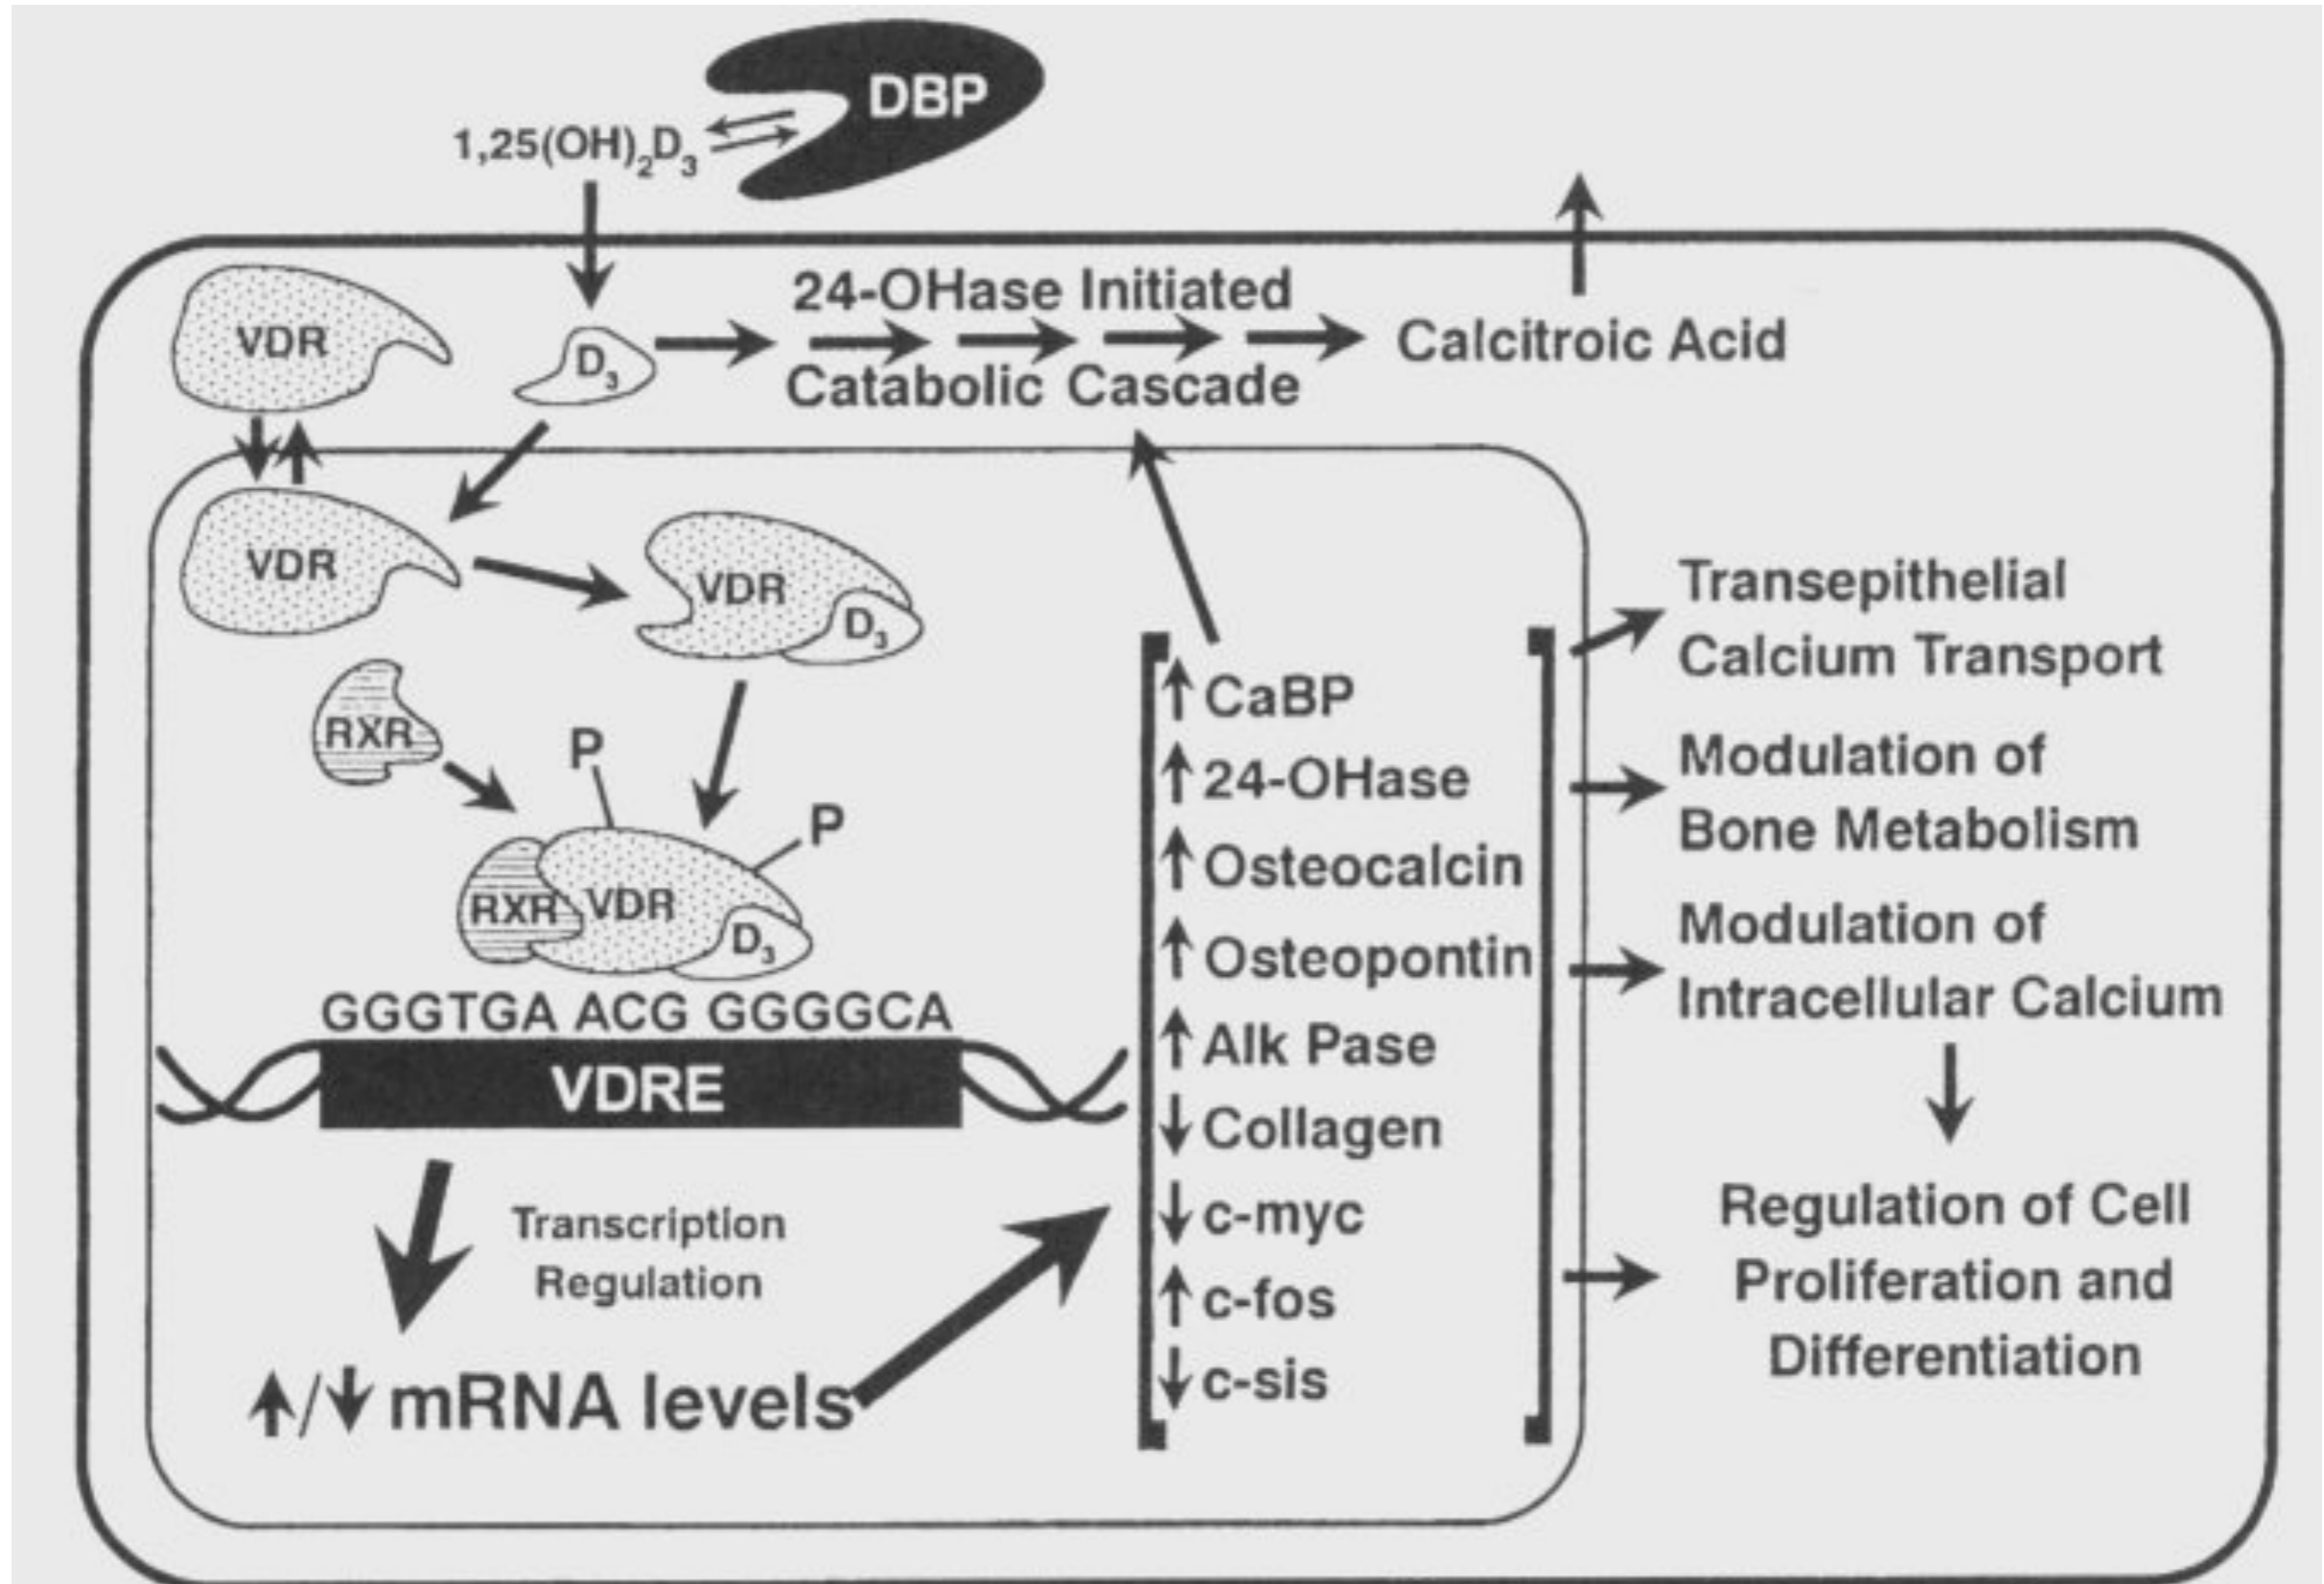 DBP
1,25(OH)₂D₃
24-OHase Initiated
VDR
D₃
Calcitroic Acid
Catabolic Cascade
VDR
VDR
D₃
Transepithelial
Calcium Transport
RXR
P
P
RXR
VDR
D₃
GGGTGA ACG GGGGCA
VDRE
Transcription
Regulation
↑/↓ mRNA levels
↑ CaBP
↑ 24-OHase
↑ Osteocalcin
↑ Osteopontin
↑ Alk Pase
↓ Collagen
↓ c-myc
↑ c-fos
↓ c-sis
Modulation of
Bone Metabolism
Modulation of
Intracellular Calcium
Regulation of Cell
Proliferation and
Differentiation